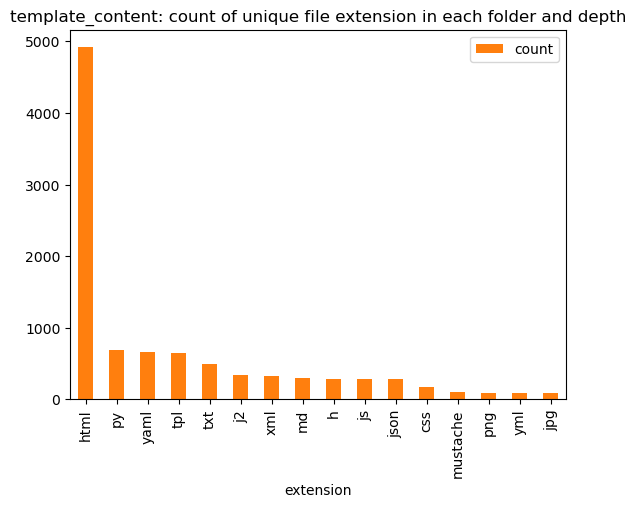 template_content: count of unique file extension in each folder and depth
count
5000
4000
3000
2000
1000
0
html
py
yaml
tpl
txt
j2
xml
md
h
js
json
css
mustache
png
yml
jpg
extension